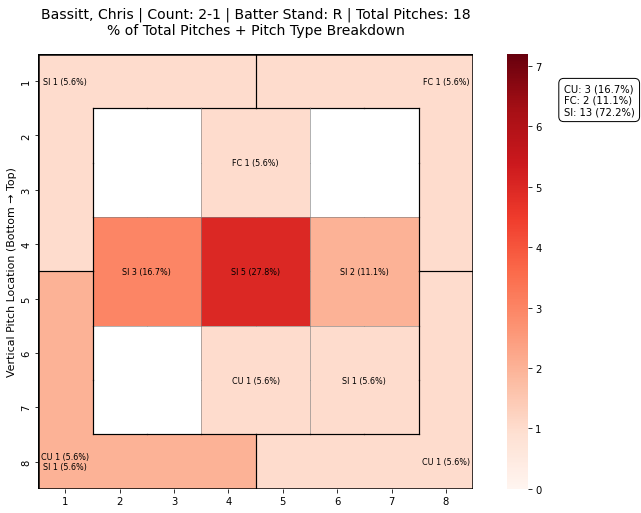 Bassitt, Chris | Count: 2-1 | Batter Stand: R | Total Pitches: 18
% of Total Pitches + Pitch Type Breakdown
Vertical Pitch Location (Bottom → Top)
1
2
3
4
5
6
7
8
SI 1 (5.6%)
FC 1 (5.6%)
FC 1 (5.6%)
SI 3 (16.7%)
SI 5 (27.8%)
SI 2 (11.1%)
CU 1 (5.6%)
SI 1 (5.6%)
CU 1 (5.6%)
SI 1 (5.6%)
CU 1 (5.6%)
1
2
3
4
5
6
7
8
7
6
5
4
3
2
1
0
CU: 3 (16.7%)
FC: 2 (11.1%)
SI: 13 (72.2%)